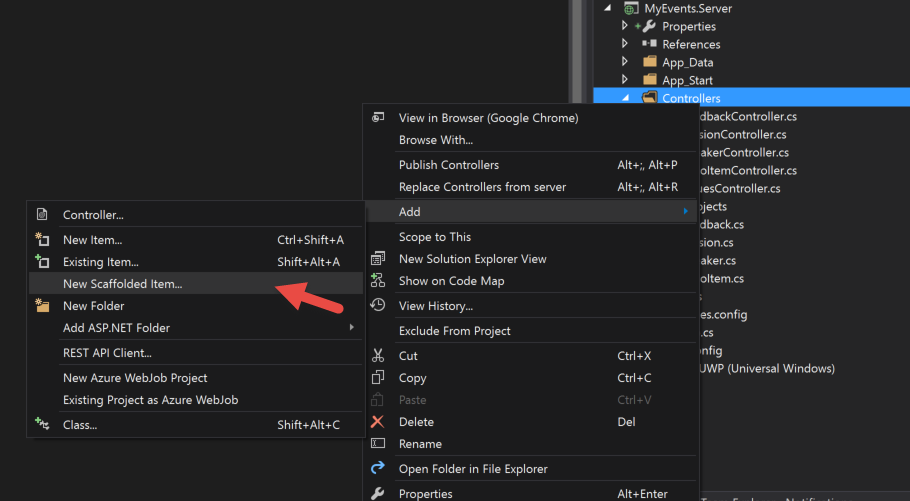 MyEvents.Server
Properties
References
App_Data
App_Start
Controllers
dbackController.cs
sionController.cs
akerController.cs
oItemController.cs
uesController.cs
bjects
dback.cs
sion.cs
aker.cs
oItem.cs
s
es.config
.cs
nfig
UWP (Universal Windows)
View in Browser (Google Chrome)
Browse With...
Publish Controllers Alt+;, Alt+P
Replace Controllers from server Alt+;, Alt+R
Add
Scope to This
New Solution Explorer View
Show on Code Map
View History...
Exclude From Project
Cut Ctrl+X
Copy Ctrl+C
Paste Ctrl+V
Delete Del
Rename
Open Folder in File Explorer
Properties Alt+Enter
Controller...
New Item... Ctrl+Shift+A
Existing Item... Shift+Alt+A
New Scaffolded Item...
New Folder
Add ASP.NET Folder
REST API Client...
New Azure WebJob Project
Existing Project as Azure WebJob
Class... Shift+Alt+C